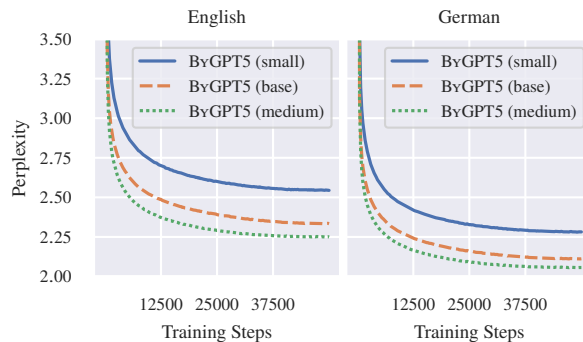 English
German
3.50
3.25
3.00
2.75
2.50
2.25
2.00
Perplexity
ByGPT5 (small)
ByGPT5 (base)
ByGPT5 (medium)
ByGPT5 (small)
ByGPT5 (base)
ByGPT5 (medium)
12500 25000 37500
12500 25000 37500
Training Steps
Training Steps